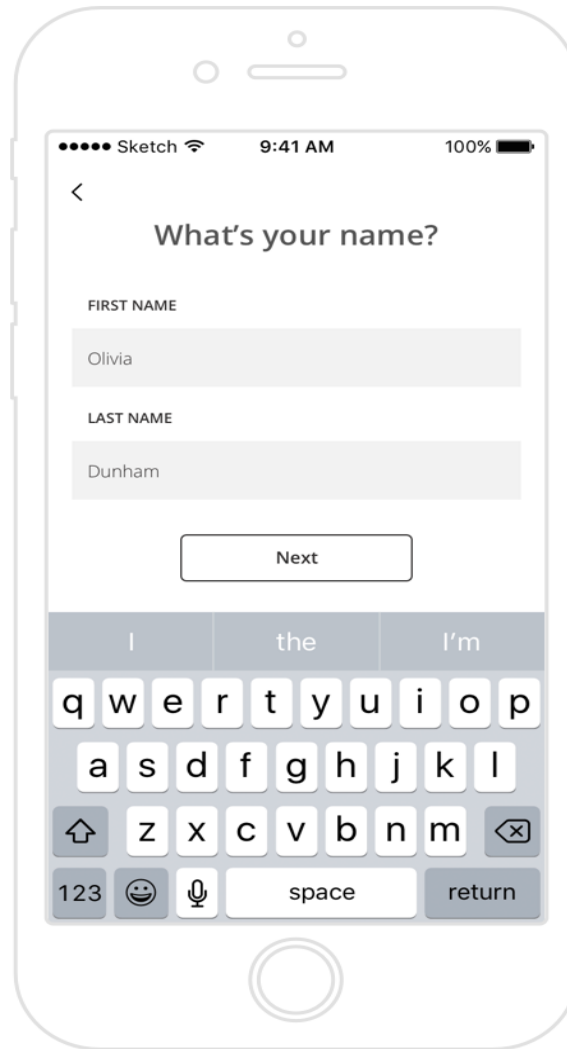 Sketch 9:41 AM 100%
What's your name?
FIRST NAME
Olivia
LAST NAME
Dunham
Next
I the I'm
q w e r t y u i o p
a s d f g h j k l
z x c v b n m
123 space return